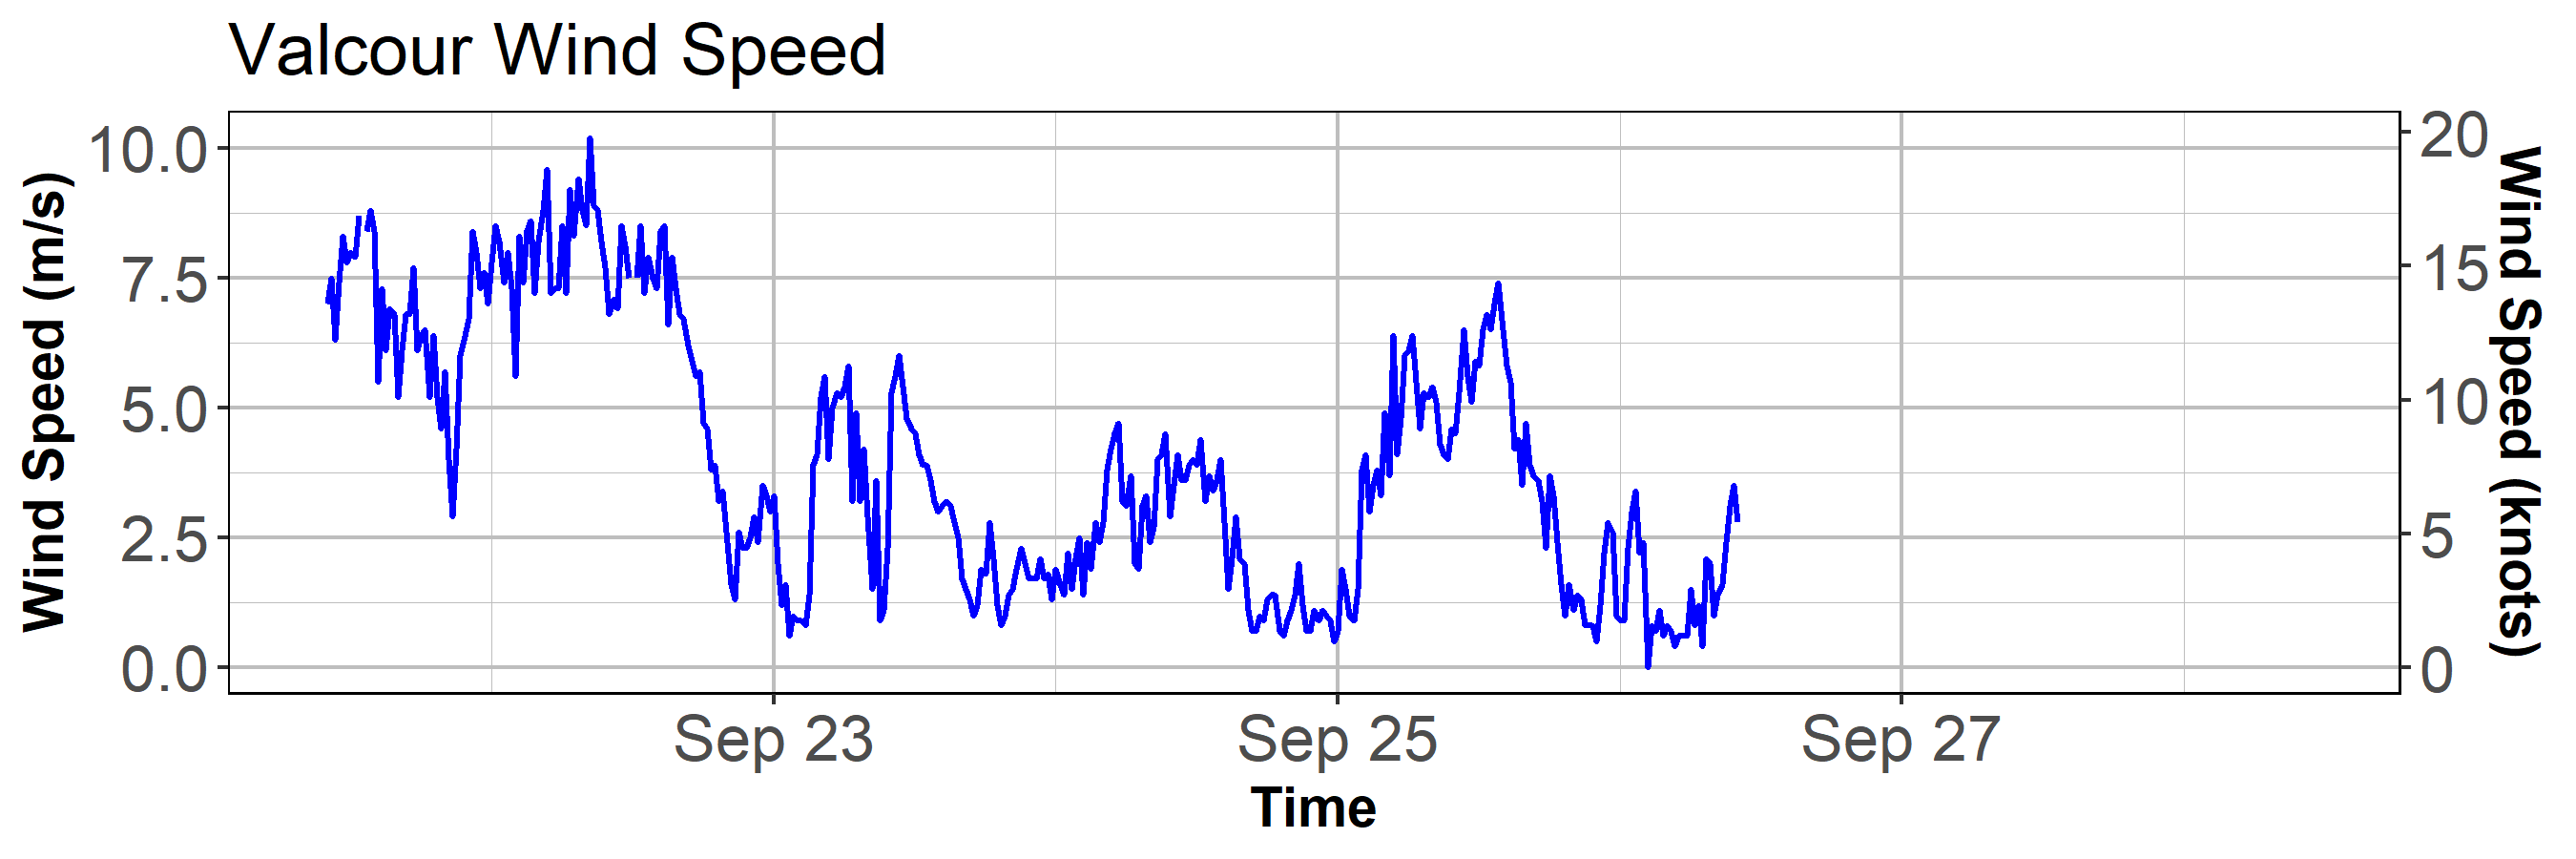 Valcour Wind Speed
Wind Speed (m/s)
10.0
7.5
5.0
2.5
0.0
20
15
10
5
0
Wind Speed (knots)
Sep 23
Sep 25
Sep 27
Time